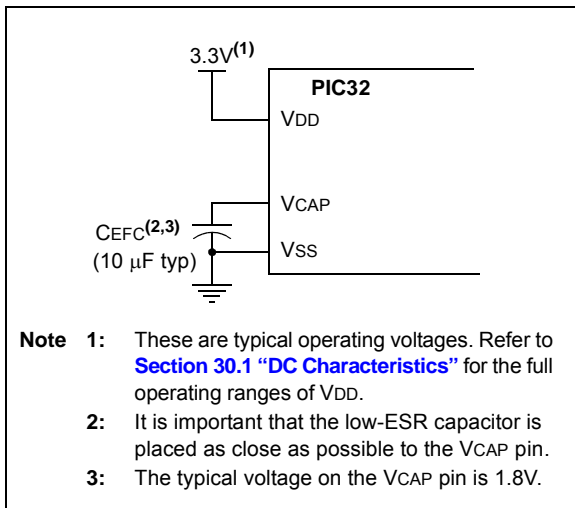 3.3V(1)
PIC32
VDD
VCAP
CEFC(2,3)
(10 μF typ)
VSS
Note 1: These are typical operating voltages. Refer to
Section 30.1 “DC Characteristics” for the full
operating ranges of VDD.
2: It is important that the low-ESR capacitor is
placed as close as possible to the VCAP pin.
3: The typical voltage on the VCAP pin is 1.8V.